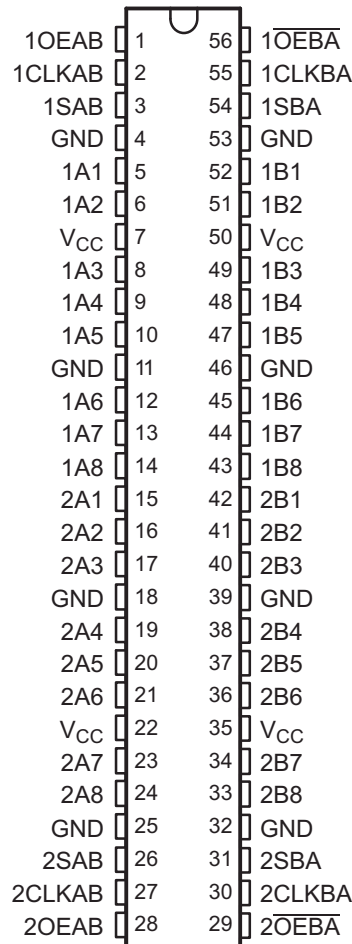 1OEAB 1 56 1O̅E̅B̅A̅
1CLKAB 2 55 1CLKBA
1SAB 3 54 1SBA
GND 4 53 GND
1A1 5 52 1B1
1A2 6 51 1B2
VCC 7 50 VCC
1A3 8 49 1B3
1A4 9 48 1B4
1A5 10 47 1B5
GND 11 46 GND
1A6 12 45 1B6
1A7 13 44 1B7
1A8 14 43 1B8
2A1 15 42 2B1
2A2 16 41 2B2
2A3 17 40 2B3
GND 18 39 GND
2A4 19 38 2B4
2A5 20 37 2B5
2A6 21 36 2B6
VCC 22 35 VCC
2A7 23 34 2B7
2A8 24 33 2B8
GND 25 32 GND
2SAB 26 31 2SBA
2CLKAB 27 30 2CLKBA
2OEAB 28 29 2O̅E̅B̅A̅